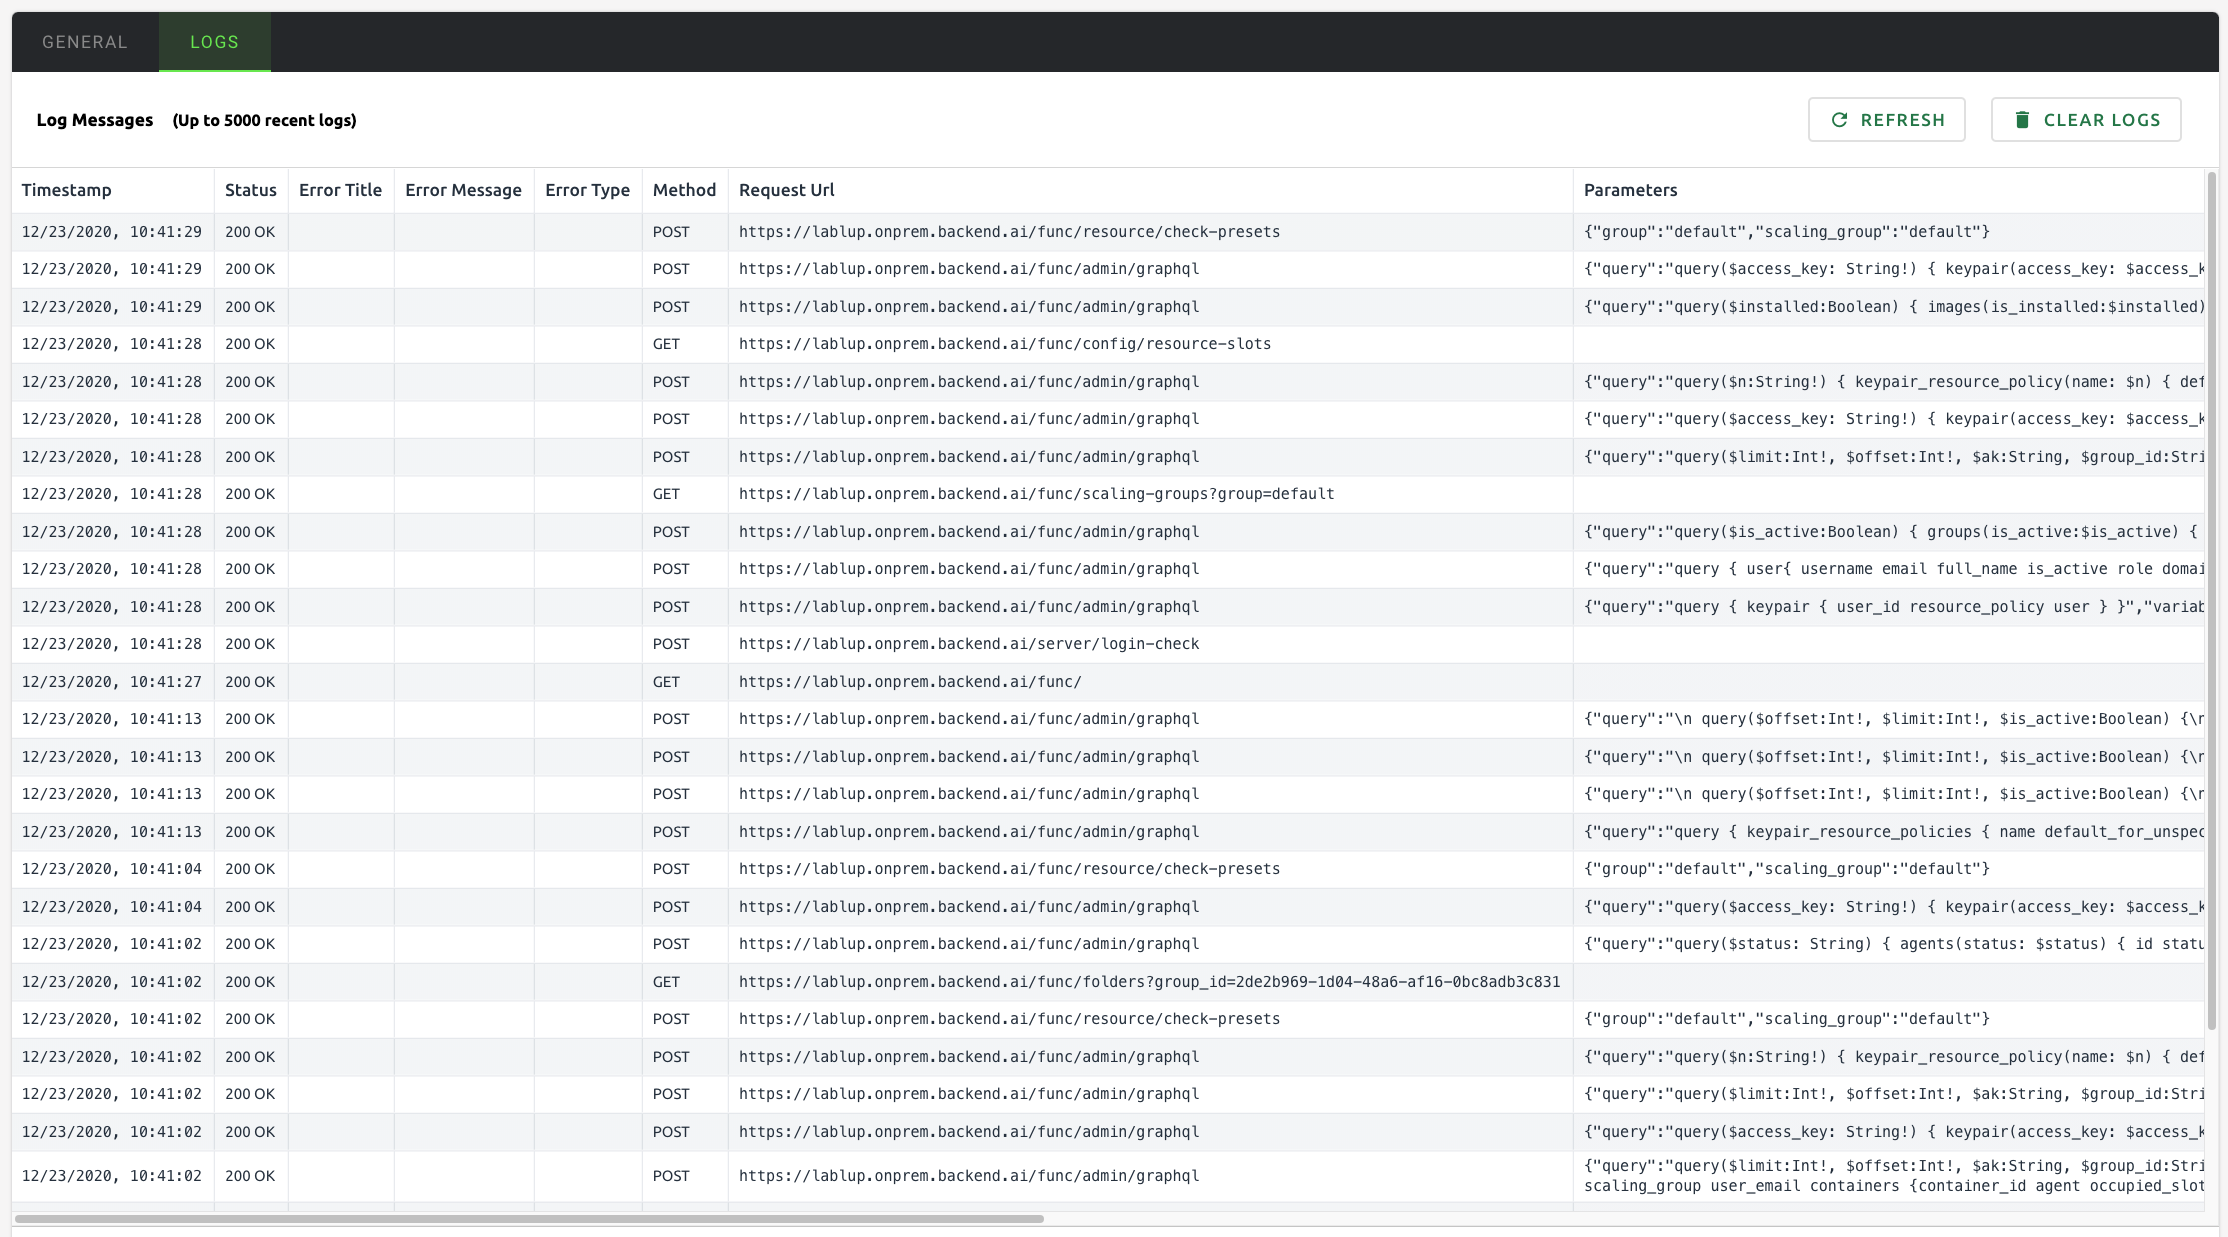 GENERAL LOGS
Log Messages (Up to 5000 recent logs) REFRESH CLEAR LOGS
Timestamp Status Error Title Error Message Error Type Method Request Url Parameters
12/23/2020, 10:41:29 200 OK POST https://lablup.onprem.backend.ai/func/resource/check-presets {"group":"default","scaling_group":"default"}
12/23/2020, 10:41:29 200 OK POST https://lablup.onprem.backend.ai/func/admin/graphql {"query":"query($access_key: String!) { keypair(access_key: $access_k
12/23/2020, 10:41:29 200 OK POST https://lablup.onprem.backend.ai/func/admin/graphql {"query":"query($installed:Boolean) { images(is_installed:$installed)
12/23/2020, 10:41:28 200 OK GET https://lablup.onprem.backend.ai/func/config/resource-slots
12/23/2020, 10:41:28 200 OK POST https://lablup.onprem.backend.ai/func/admin/graphql {"query":"query($n:String!) { keypair_resource_policy(name: $n) { def
12/23/2020, 10:41:28 200 OK POST https://lablup.onprem.backend.ai/func/admin/graphql {"query":"query($access_key: String!) { keypair(access_key: $access_k
12/23/2020, 10:41:28 200 OK POST https://lablup.onprem.backend.ai/func/admin/graphql {"query":"query($limit:Int!, $offset:Int!, $ak:String, $group_id:Stri
12/23/2020, 10:41:28 200 OK GET https://lablup.onprem.backend.ai/func/scaling-groups?group=default
12/23/2020, 10:41:28 200 OK POST https://lablup.onprem.backend.ai/func/admin/graphql {"query":"query($is_active:Boolean) { groups(is_active:$is_active) {
12/23/2020, 10:41:28 200 OK POST https://lablup.onprem.backend.ai/func/admin/graphql {"query":"query { user{ username email full_name is_active role domai
12/23/2020, 10:41:28 200 OK POST https://lablup.onprem.backend.ai/func/admin/graphql {"query":"query { keypair { user_id resource_policy user } }","variab
12/23/2020, 10:41:28 200 OK POST https://lablup.onprem.backend.ai/server/login-check
12/23/2020, 10:41:27 200 OK GET https://lablup.onprem.backend.ai/func/
12/23/2020, 10:41:13 200 OK POST https://lablup.onprem.backend.ai/func/admin/graphql {"query":"\n query($offset:Int!, $limit:Int!, $is_active:Boolean) {\n
12/23/2020, 10:41:13 200 OK POST https://lablup.onprem.backend.ai/func/admin/graphql {"query":"\n query($offset:Int!, $limit:Int!, $is_active:Boolean) {\n
12/23/2020, 10:41:13 200 OK POST https://lablup.onprem.backend.ai/func/admin/graphql {"query":"\n query($offset:Int!, $limit:Int!, $is_active:Boolean) {\n
12/23/2020, 10:41:13 200 OK POST https://lablup.onprem.backend.ai/func/admin/graphql {"query":"query { keypair_resource_policies { name default_for_unspec
12/23/2020, 10:41:04 200 OK POST https://lablup.onprem.backend.ai/func/resource/check-presets {"group":"default","scaling_group":"default"}
12/23/2020, 10:41:04 200 OK POST https://lablup.onprem.backend.ai/func/admin/graphql {"query":"query($access_key: String!) { keypair(access_key: $access_k
12/23/2020, 10:41:02 200 OK POST https://lablup.onprem.backend.ai/func/admin/graphql {"query":"query($status: String) { agents(status: $status) { id statu
12/23/2020, 10:41:02 200 OK GET https://lablup.onprem.backend.ai/func/folders?group_id=2de2b969-1d04-48a6-af16-0bc8adb3c831
12/23/2020, 10:41:02 200 OK POST https://lablup.onprem.backend.ai/func/resource/check-presets {"group":"default","scaling_group":"default"}
12/23/2020, 10:41:02 200 OK POST https://lablup.onprem.backend.ai/func/admin/graphql {"query":"query($n:String!) { keypair_resource_policy(name: $n) { def
12/23/2020, 10:41:02 200 OK POST https://lablup.onprem.backend.ai/func/admin/graphql {"query":"query($limit:Int!, $offset:Int!, $ak:String, $group_id:Stri
12/23/2020, 10:41:02 200 OK POST https://lablup.onprem.backend.ai/func/admin/graphql {"query":"query($access_key: String!) { keypair(access_key: $access_k
12/23/2020, 10:41:02 200 OK POST https://lablup.onprem.backend.ai/func/admin/graphql {"query":"query($limit:Int!, $offset:Int!, $ak:String, $group_id:Stri
scaling_group user_email containers {container_id agent occupied_slot